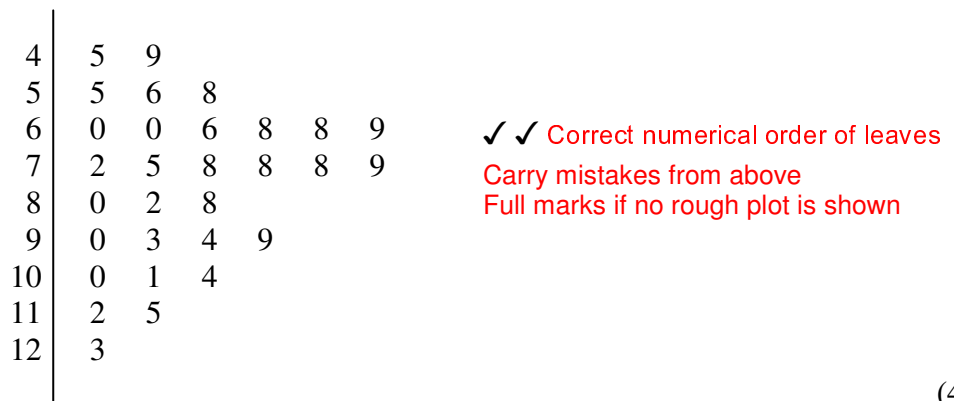 4 5 9
5 5 6 8
6 0 0 6 8 8 9 ✓ ✓ Correct numerical order of leaves
7 2 5 8 8 8 9 Carry mistakes from above
8 0 2 8 Full marks if no rough plot is shown
9 0 3 4 9
10 0 1 4
11 2 5
12 3
(4